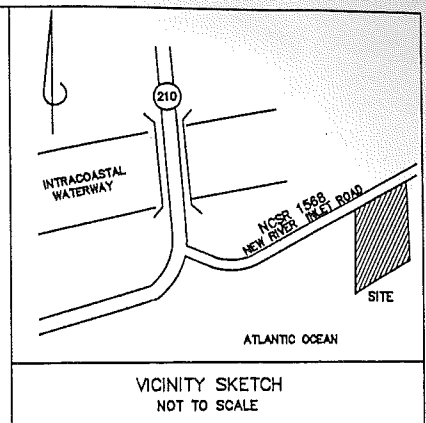 210
INTRACOASTAL
WATERWAY
NCSR 1568
NEW RIVER INLET ROAD
SITE
ATLANTIC OCEAN
VICINITY SKETCH
NOT TO SCALE